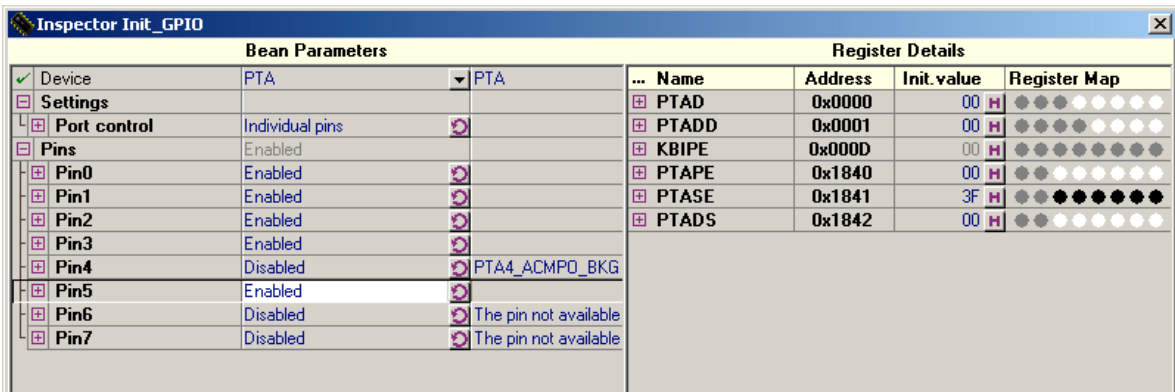 Inspector Init_GPIO
Bean Parameters
Register Details
Device PTA PTA
... Name Address Init.value Register Map
Settings
PTAD 0x0000 00 H
Port control Individual pins
PTADD 0x0001 00 H
Pins Enabled
KBIPE 0x000D 00 H
Pin0 Enabled
PTAPE 0x1840 00 H
Pin1 Enabled
PTASE 0x1841 3F H
Pin2 Enabled
PTADS 0x1842 00 H
Pin3 Enabled
Pin4 Disabled PTA4_ACMPO_BKG
Pin5 Enabled
Pin6 Disabled The pin not available
Pin7 Disabled The pin not available